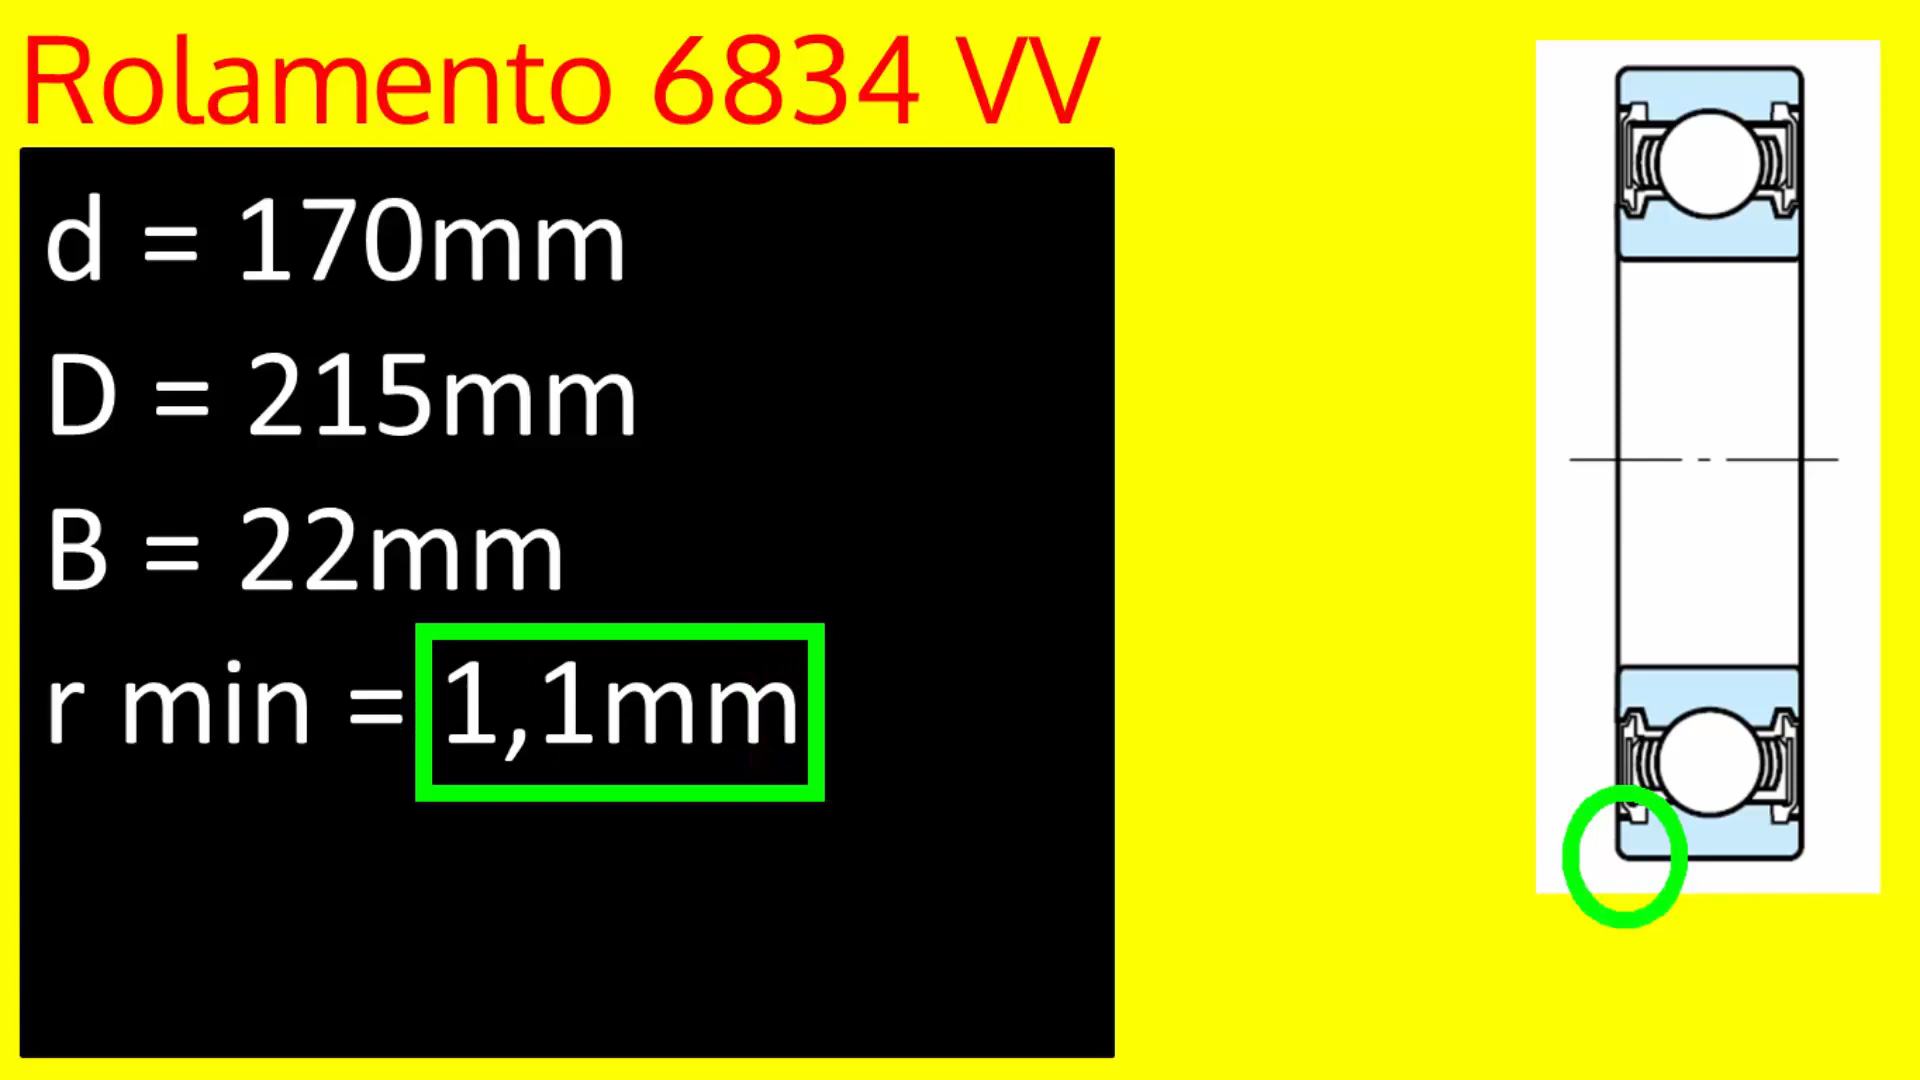 Rolamento 6834 VV
d = 170mm
D = 215mm
B = 22mm
r min = 1,1mm